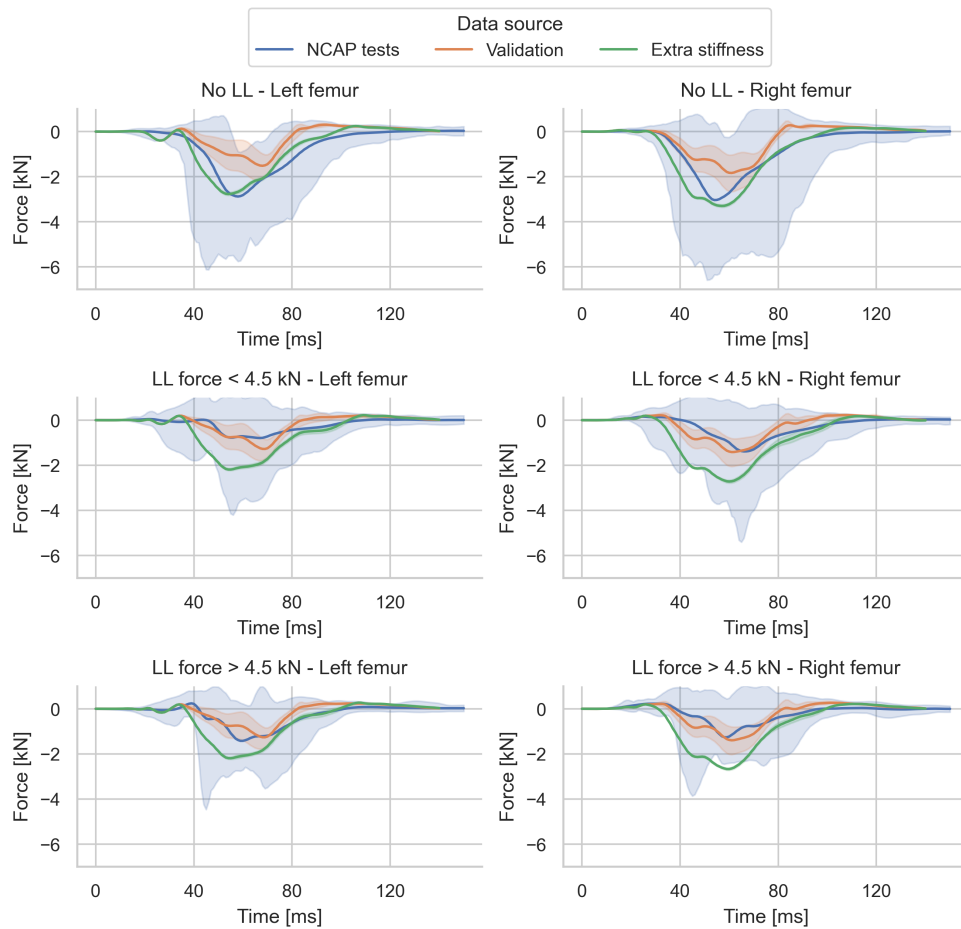 Data source
NCAP tests Validation Extra stiffness
No LL - Left femur No LL - Right femur
0 0
−2 −2
−4 −4
−6 −6
Force [kN] Force [kN]
0 40 80 120 0 40 80 120
Time [ms] Time [ms]
LL force < 4.5 kN - Left femur LL force < 4.5 kN - Right femur
0 0
−2 −2
−4 −4
−6 −6
Force [kN] Force [kN]
0 40 80 120 0 40 80 120
Time [ms] Time [ms]
LL force > 4.5 kN - Left femur LL force > 4.5 kN - Right femur
0 0
−2 −2
−4 −4
−6 −6
Force [kN] Force [kN]
0 40 80 120 0 40 80 120
Time [ms] Time [ms]